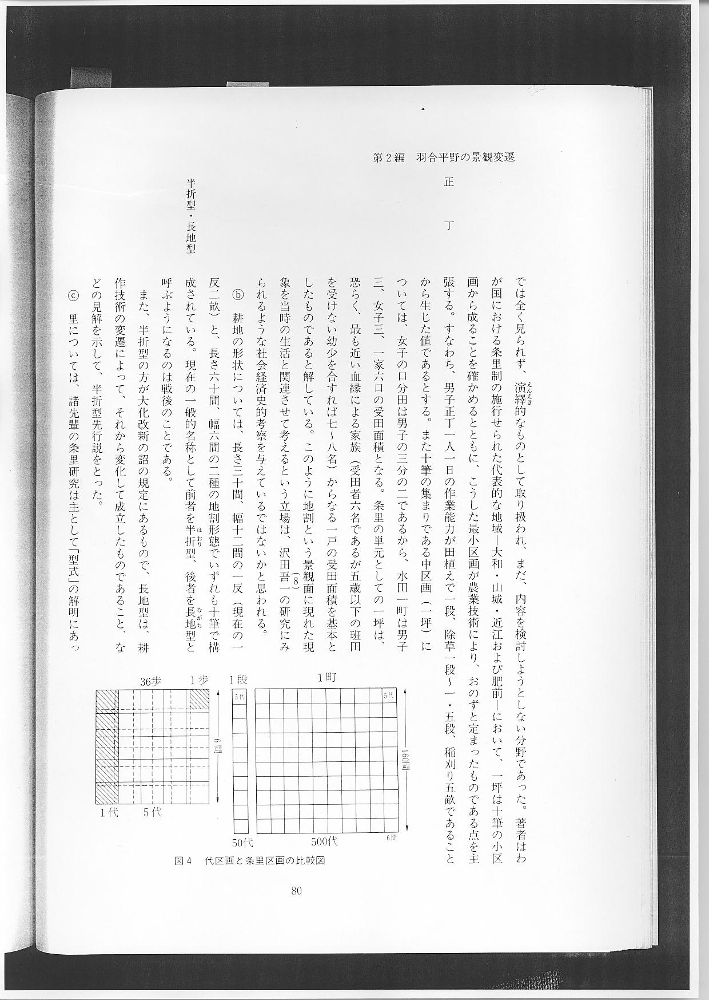 第2編　羽合平野の景観変遷
正丁
半折型・長地型
では全く見られず、演繹的なものとして取り扱われ、まだ、内容を検討しようとしない分野であった。著者はわ
えんえき
が国における条里制の施行せられた代表的な地域―大和・山城・近江および肥前―において、一坪は十筆の小区
画から成ることを確かめるとともに、こうした最小区画が農業技術により、おのずと定まったものである点を主
張する。すなわち、男子正丁一人一日の作業能力が田植えで一段、除草一段～一・五段、稲刈り五畝であること
から生じた値であるとする。また十筆の集まりである中区画（一坪）に
ついては、女子の口分田は男子の三分の二であるから、水田一町は男子
三、女子三、一家六口の受田面積となる。条里の単元としての一坪は、
恐らく、最も近い血縁による家族（受田者六名であるが五歳以下の班田
を受けない幼少を合すれば七～八名）からなる一戸の受田面積を基本と
したものであると解している。このように地割という景観面に現れた現
象を当時の生活と関連させて考えるという立場は、沢田吾一の研究にみ
(8)
られるような社会経済史的考察を与えているではないかと思われる。
ⓑ　耕地の形状については、長さ三十間、幅十二間の一反（現在の一
反二畝）と、長さ六十間、幅六間の二種の地割形態でいずれも十筆で構
成されている。現在の一般的名称として前者を半折型、後者を長地型と
はおり
ながち
呼ぶようになるのは戦後のことである。
また、半折型の方が大化改新の詔の規定にあるもので、長地型は、耕
作技術の変遷によって、それから変化して成立したものであること、な
どの見解を示して、半折型先行説をとった。
ⓒ　里については、諸先輩の条里研究は主として「型式」の解明にあっ
36歩
1歩
6間
1代
5代
1段
5代
50代
1町
5代
160間
500代
6間
図4　代区画と条里区画の比較図
80